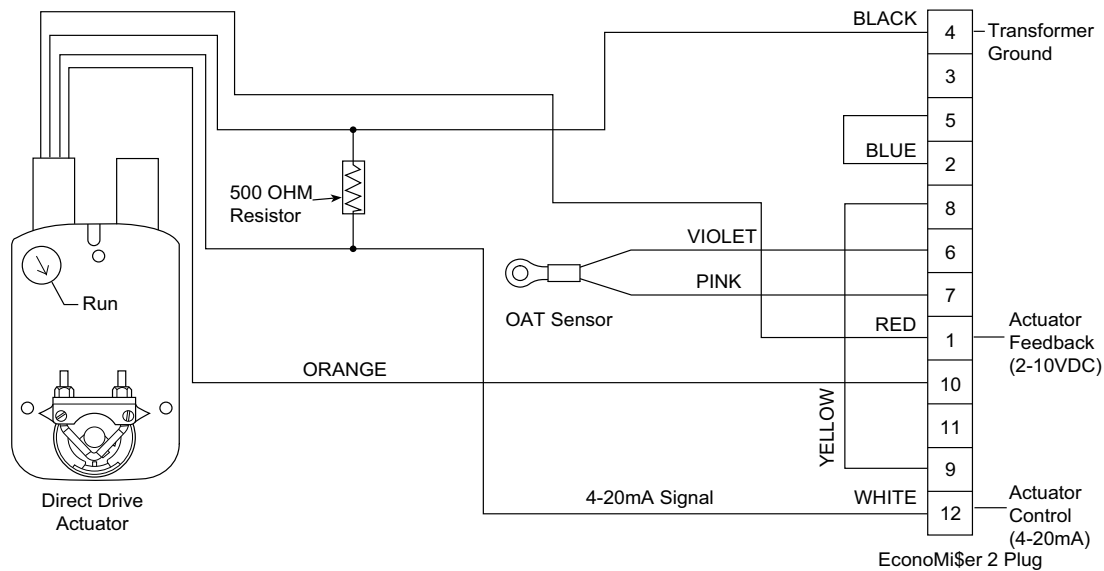 BLACK
4
Transformer
Ground
3
5
BLUE
2
500 OHM
Resistor
8
VIOLET
6
PINK
7
Run
OAT Sensor
RED
1
Actuator
Feedback
(2-10VDC)
ORANGE
10
YELLOW
11
9
Direct Drive
Actuator
4-20mA Signal
WHITE
12
Actuator
Control
(4-20mA)
EconoMi$er 2 Plug